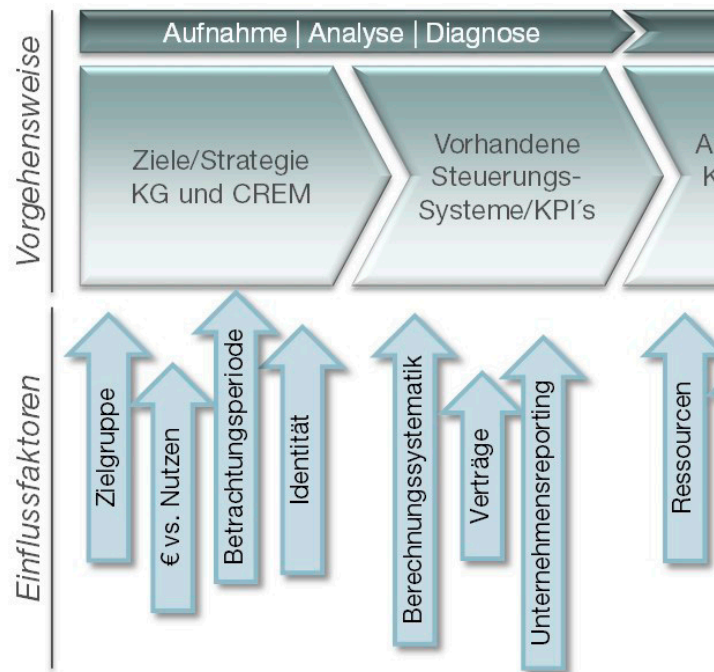 Aufnahme | Analyse | Diagnose
Vorgehensweise
Ziele/Strategie
KG und CREM
Vorhandene
Steuerungs-
Systeme/KPI´s
A
K
Einflussfaktoren
Zielgruppe
€ vs. Nutzen
Betrachtungsperiode
Identität
Berechnungssystematik
Verträge
Unternehmensreporting
Ressourcen